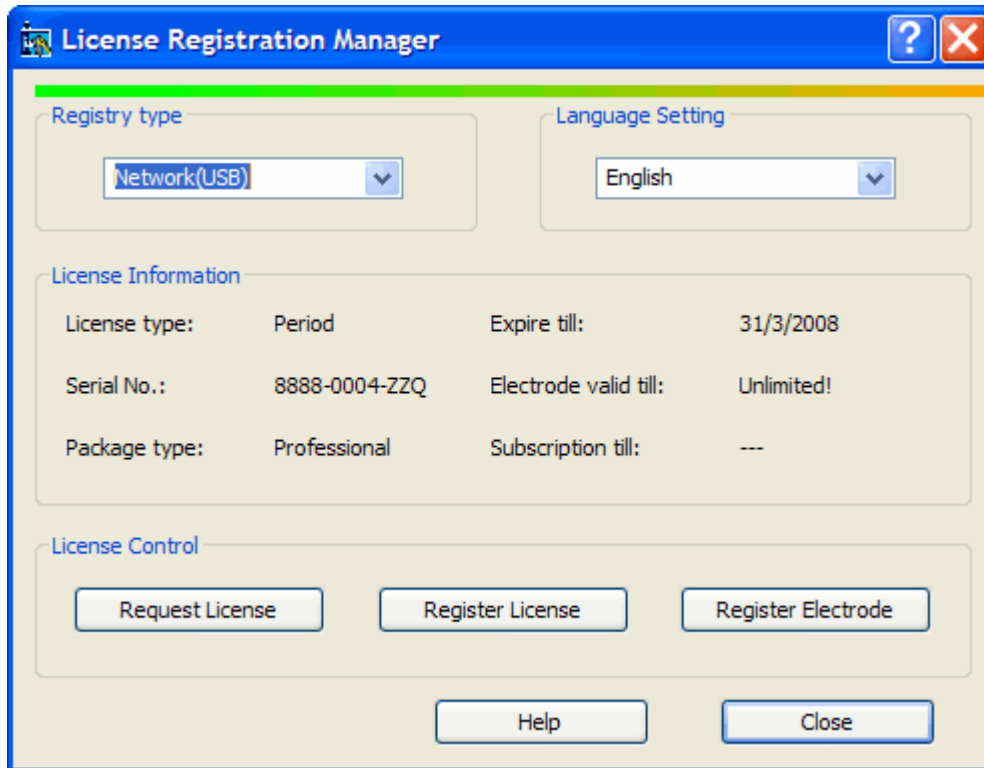 License Registration Manager
Registry type
Language Setting
Network(USB)
English
License Information
License type: Period Expire till: 31/3/2008
Serial No.: 8888-0004-ZZQ Electrode valid till: Unlimited!
Package type: Professional Subscription till: ---
License Control
Request License Register License Register Electrode
Help Close